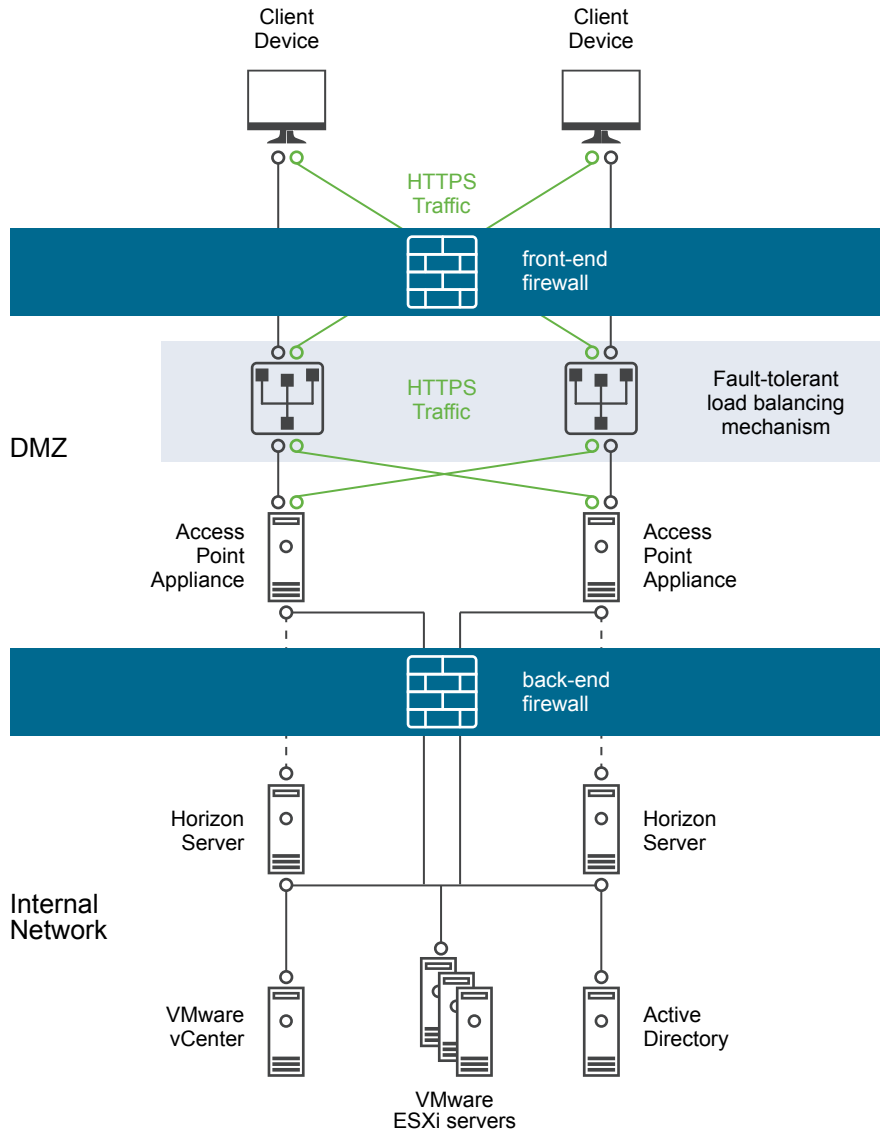 Client
Device
Client
Device
HTTPS
Traffic
front-end
firewall
HTTPS
Traffic
Fault-tolerant
load balancing
mechanism
DMZ
Access
Point
Appliance
Access
Point
Appliance
back-end
firewall
Horizon
Server
Horizon
Server
Internal
Network
VMware
vCenter
Active
Directory
VMware
ESXi servers